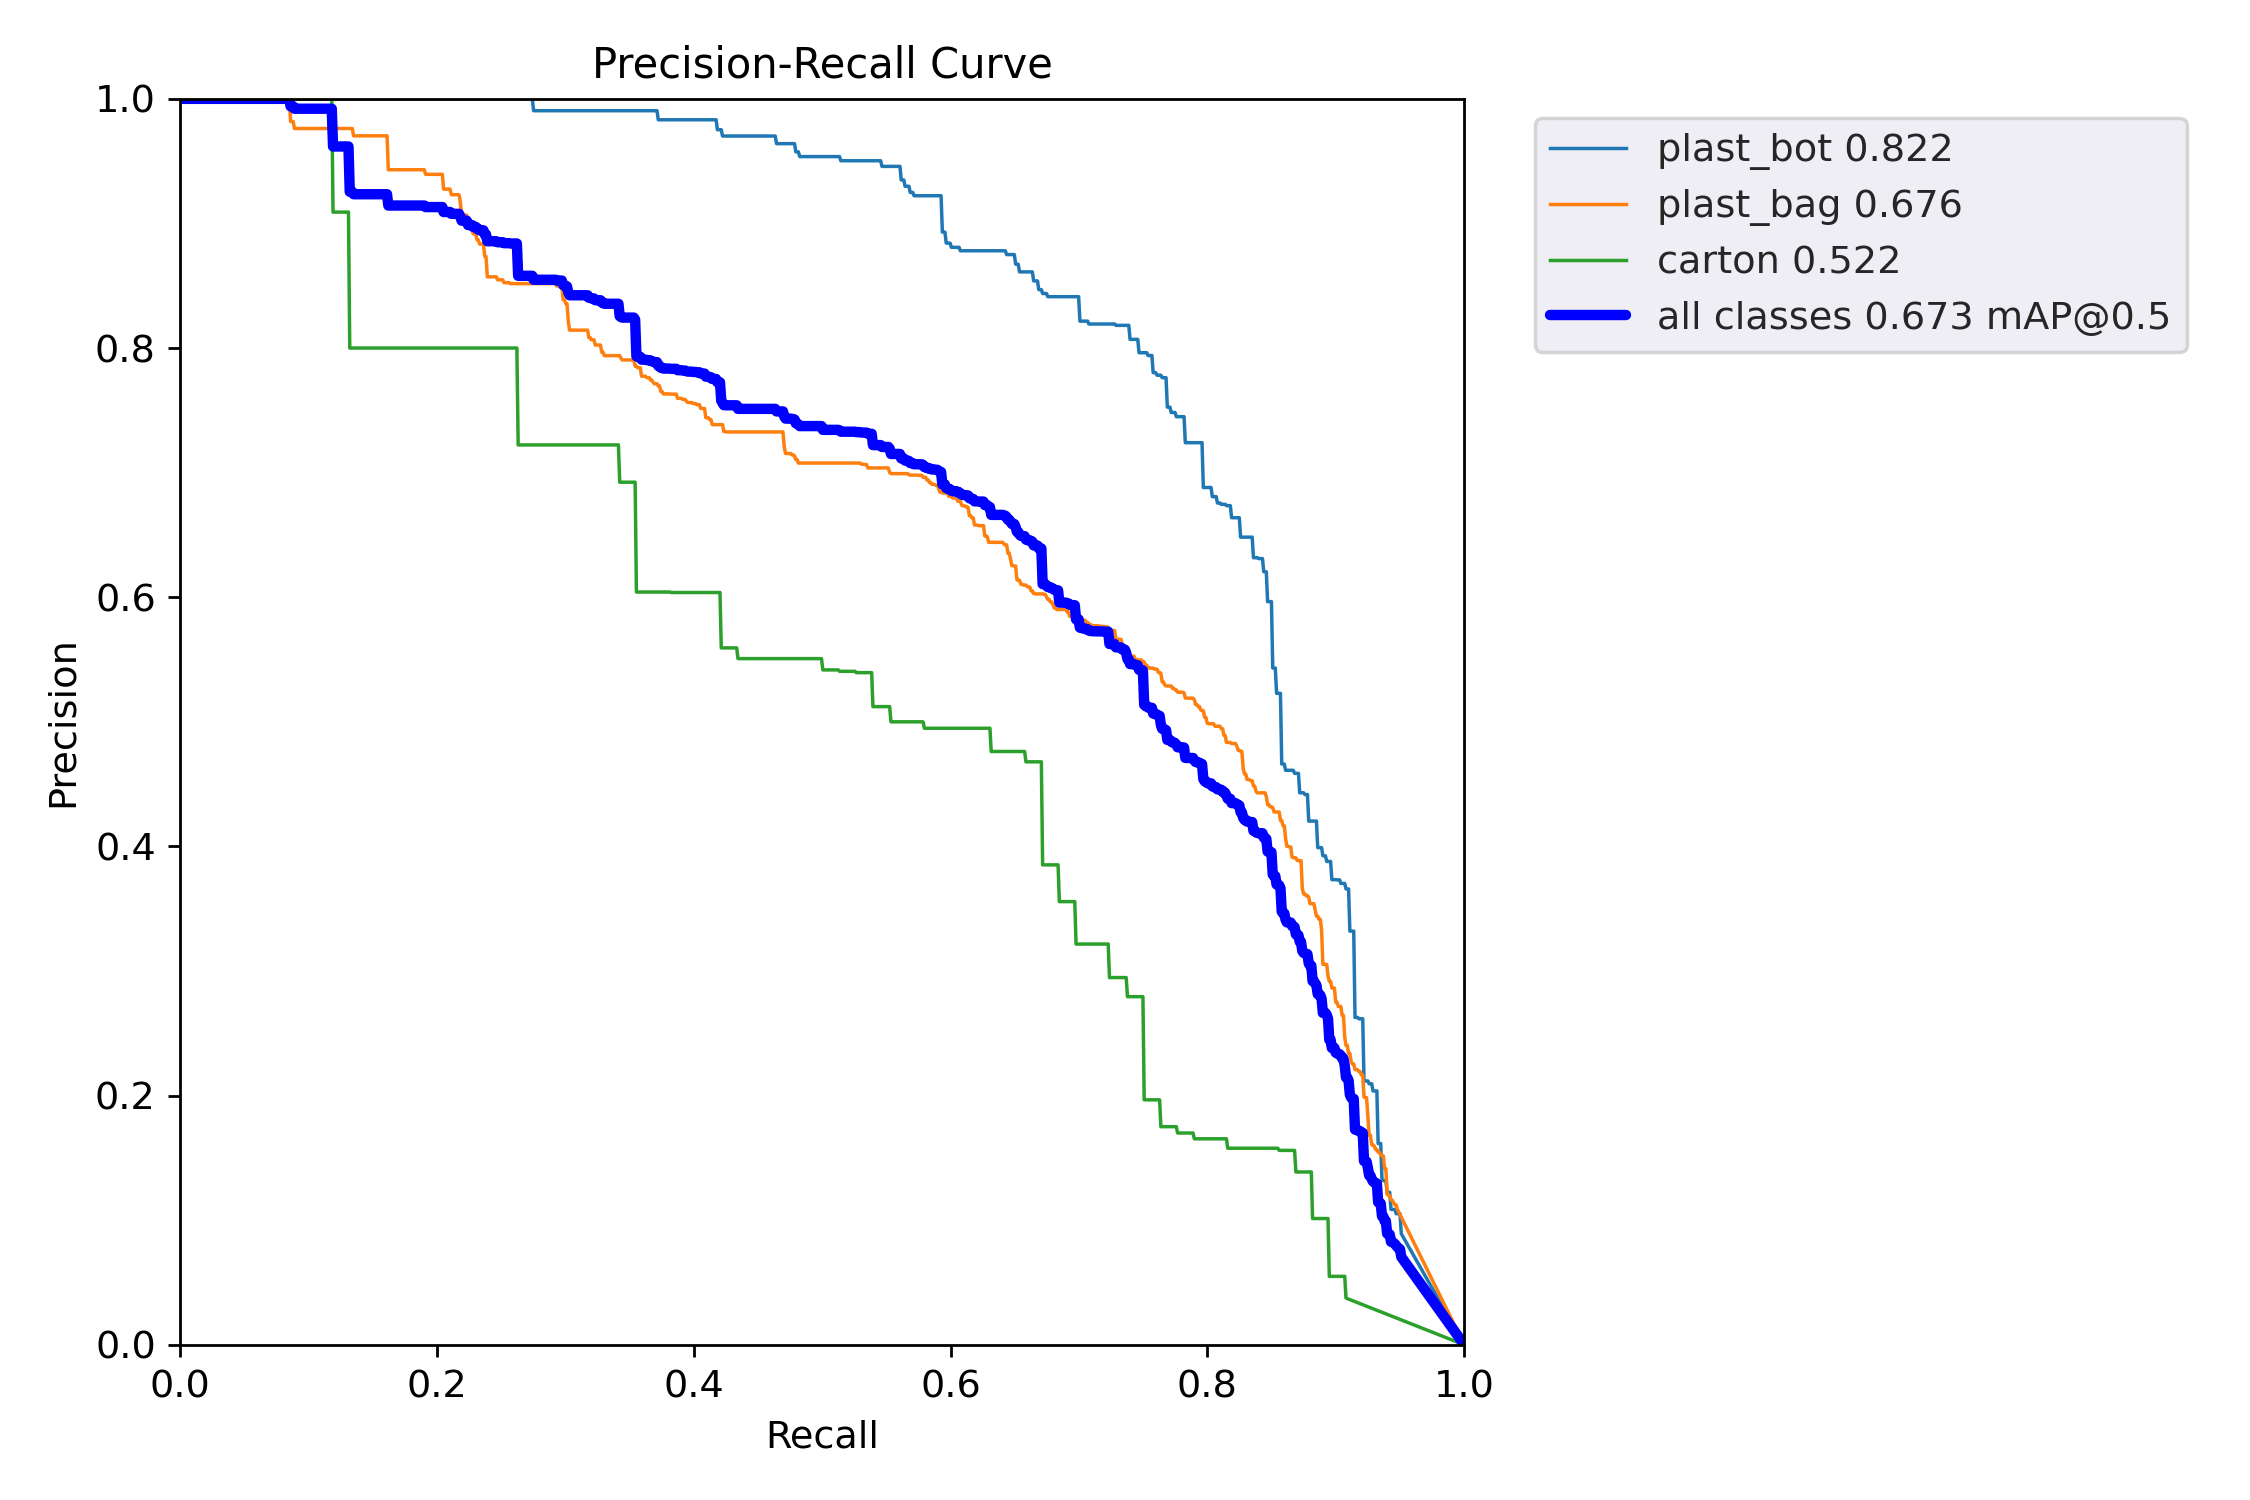 Precision-Recall Curve
plast_bot 0.822
plast_bag 0.676
carton 0.522
all classes 0.673 mAP@0.5
Precision
1.0
0.8
0.6
0.4
0.2
0.0
0.0 0.2 0.4 0.6 0.8 1.0
Recall